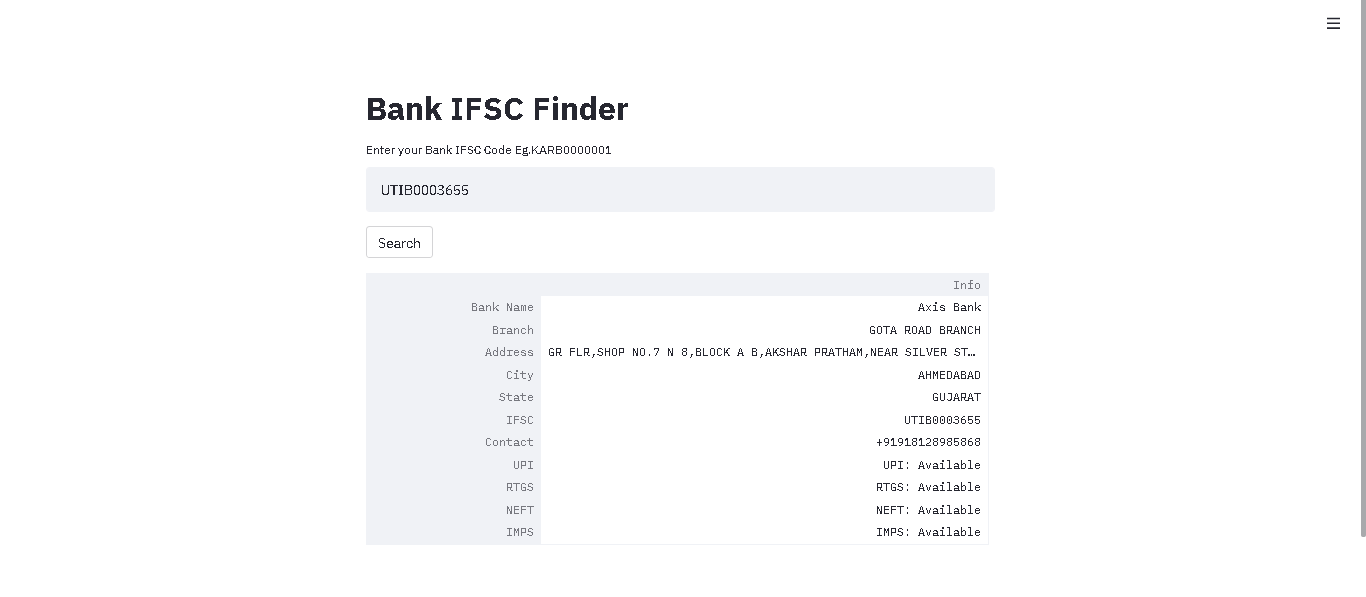 Bank IFSC Finder
Enter your Bank IFSC Code Eg.KARB0000001
UTIB0003655
Search
Info
Bank Name Axis Bank
Branch GOTA ROAD BRANCH
Address GR FLR,SHOP NO.7 N 8,BLOCK A B,AKSHAR PRATHAM,NEAR SILVER ST…
City AHMEDABAD
State GUJARAT
IFSC UTIB0003655
Contact +91918128985868
UPI UPI: Available
RTGS RTGS: Available
NEFT NEFT: Available
IMPS IMPS: Available